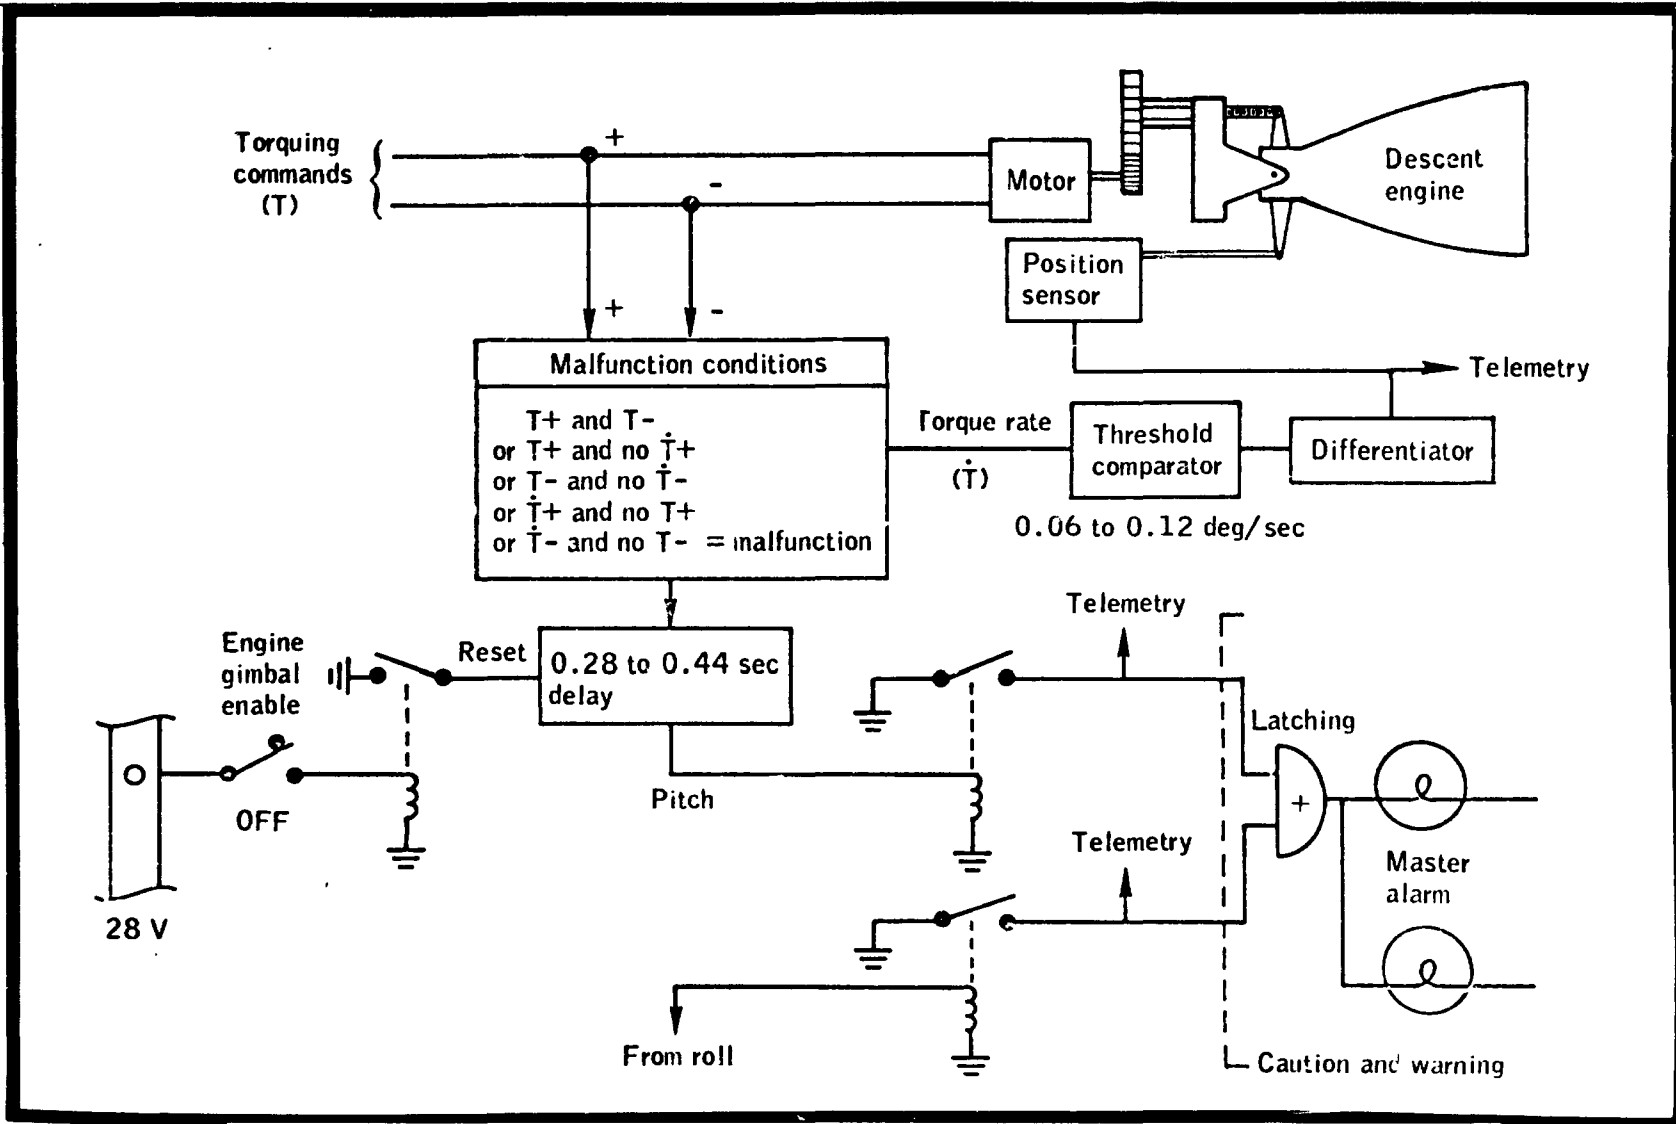 Torquing
commands
(T)
+
-
+
-
Motor
Descent
engine
Position
sensor
Telemetry
Malfunction conditions
T+ and T-
or T+ and no Ṫ+
or T- and no Ṫ-
or Ṫ+ and no T+
or Ṫ- and no T- = malfunction
Torque rate
(Ṫ)
Threshold
comparator
Differentiator
0.06 to 0.12 deg/sec
Telemetry
Engine
gimbal
enable
Reset
0.28 to 0.44 sec
delay
Latching
OFF
Pitch
+
28 V
Telemetry
Master
alarm
From roll
Caution and warning